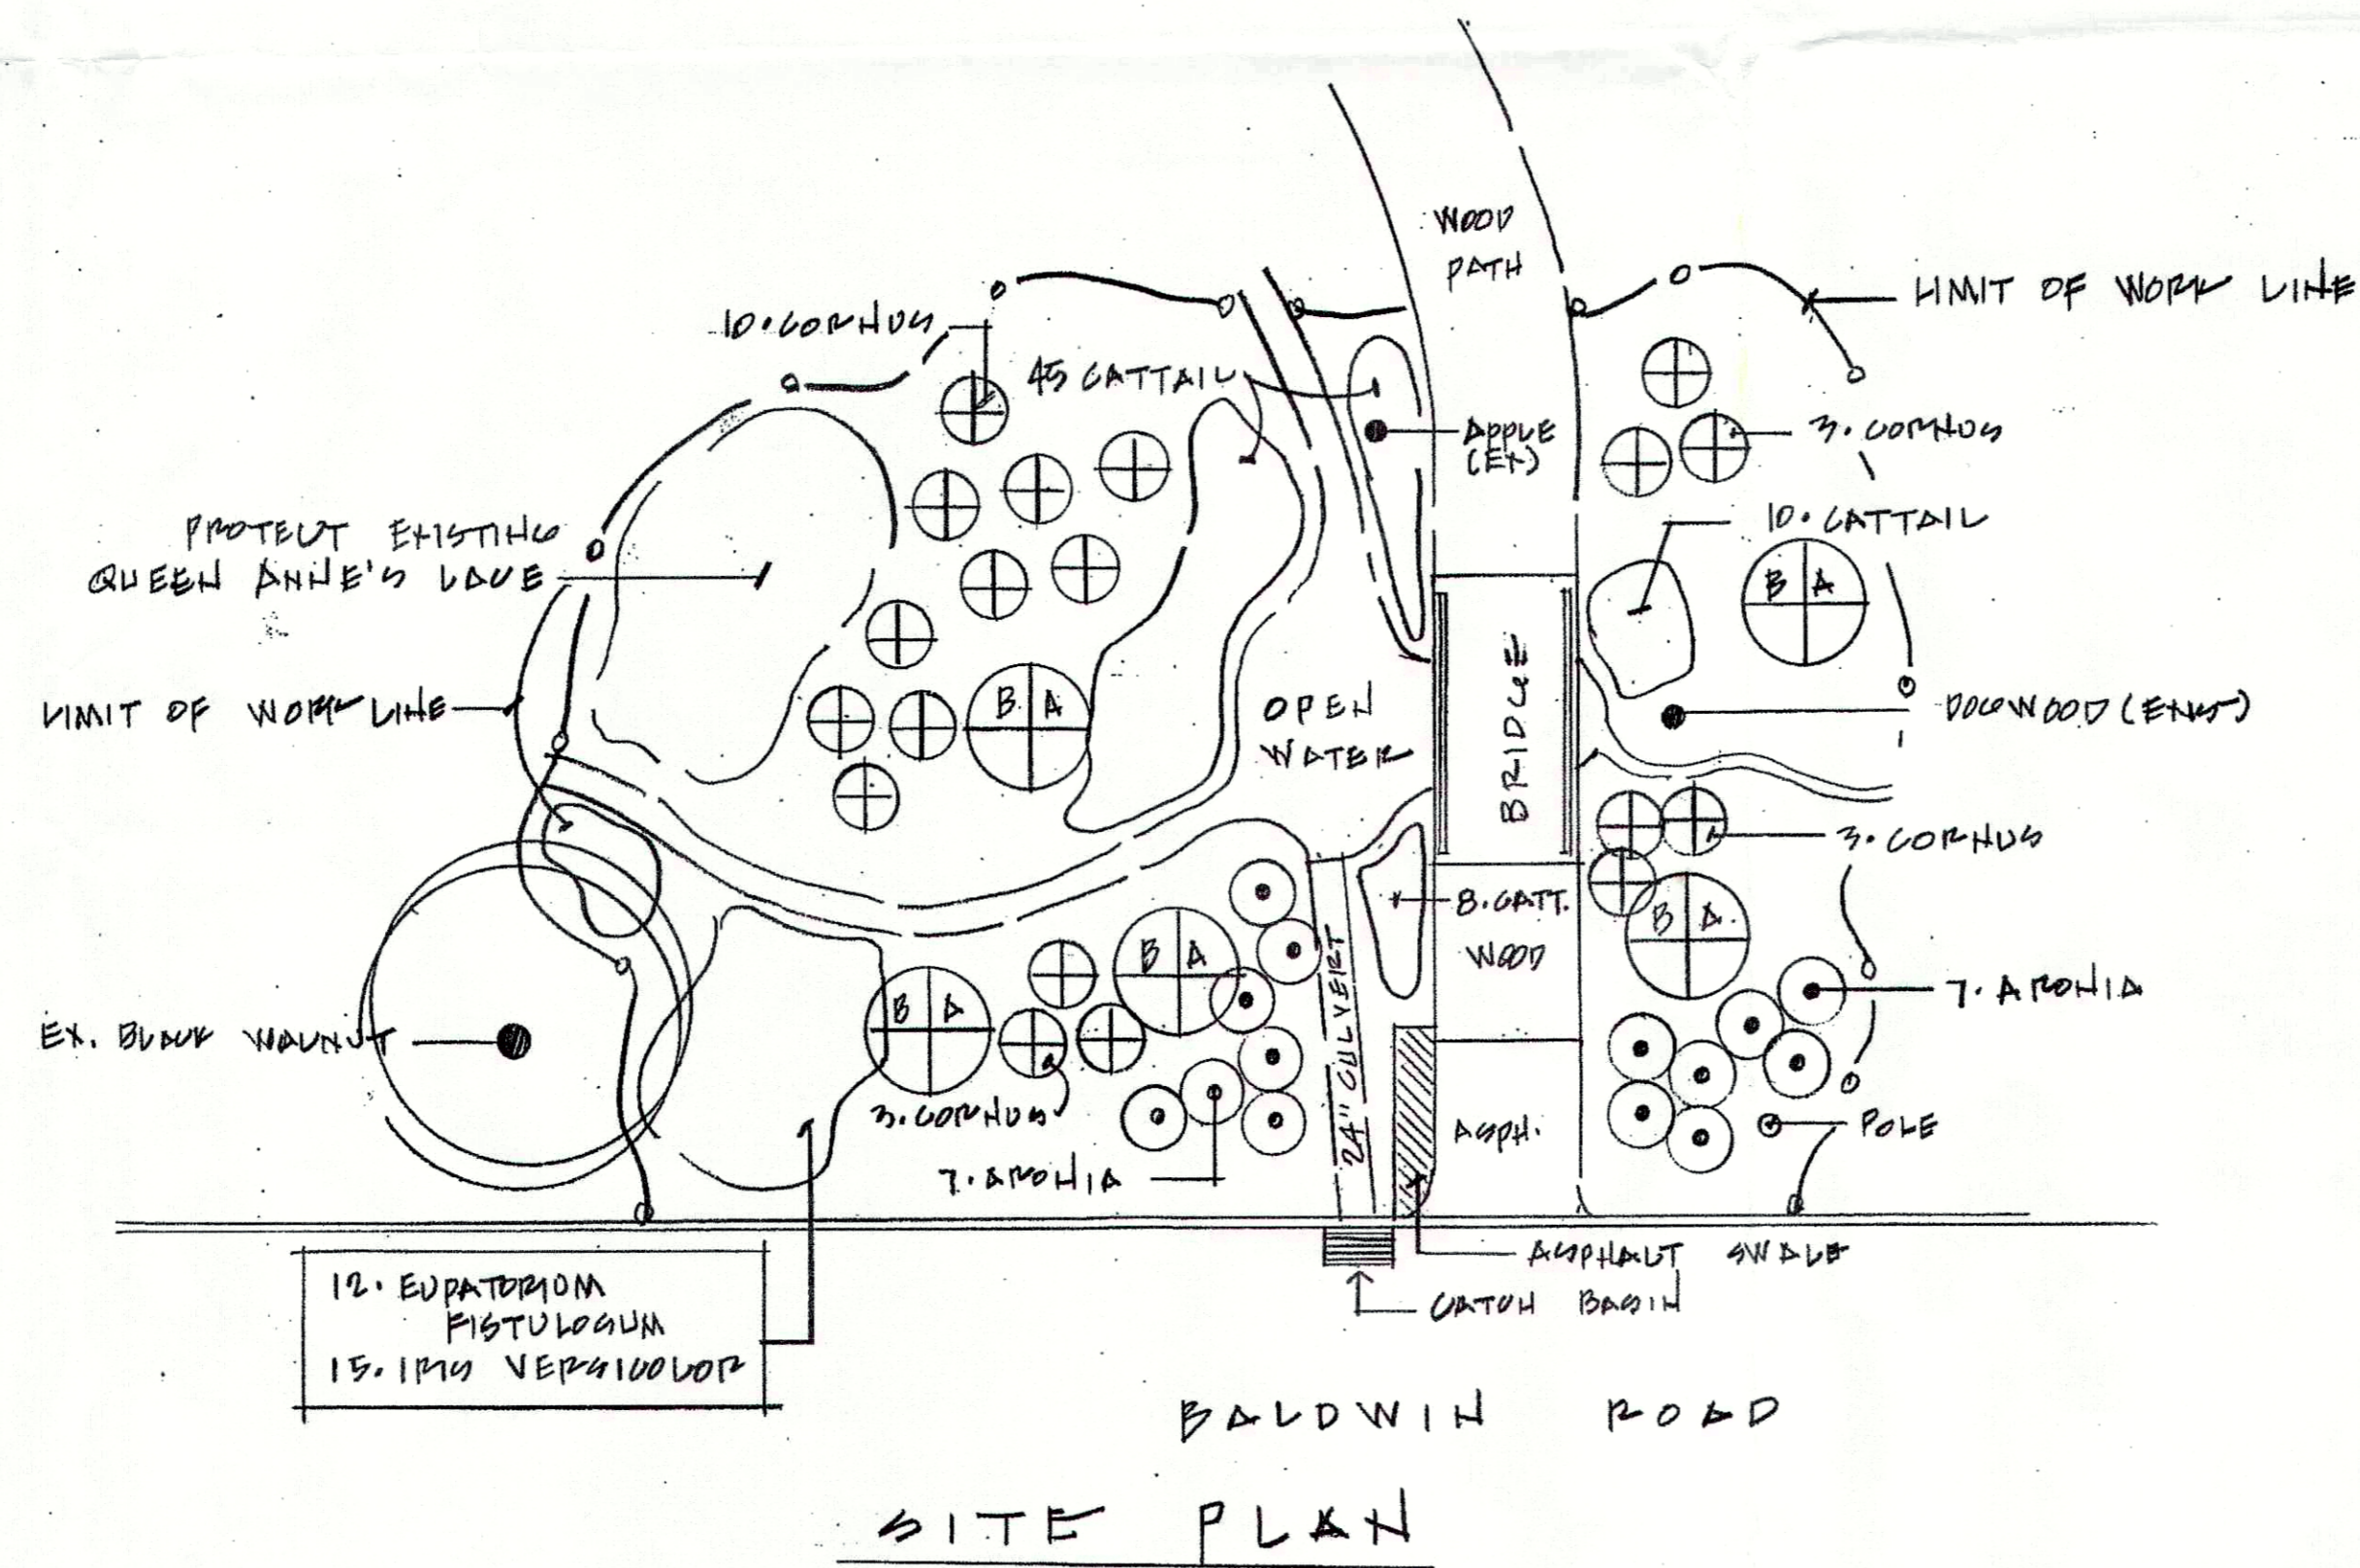 WOOD
PATH
LIMIT OF WORK LINE
10. CORNUS
45 CATTAIL
APPLE
(EX)
3. CORNUS
10. CATTAIL
PROTECT EXISTING
QUEEN ANNE'S LACE
B A
LIMIT OF WORK LINE
B A
OPEN
WATER
BRIDGE
DOGWOOD (EXIST)
3. CORNUS
8. CATT.
WOOD
B A.
B A
24" CULVERT
7. ARONIA
B A
EX. BLACK WALNUT
3. CORNUS
ASPH.
POLE
7. ARONIA
ASPHALT SWALE
CATCH BASIN
12. EUPATORIUM
FISTULOSUM
15. IRIS VERSICOLOR
BALDWIN ROAD
SITE PLAN